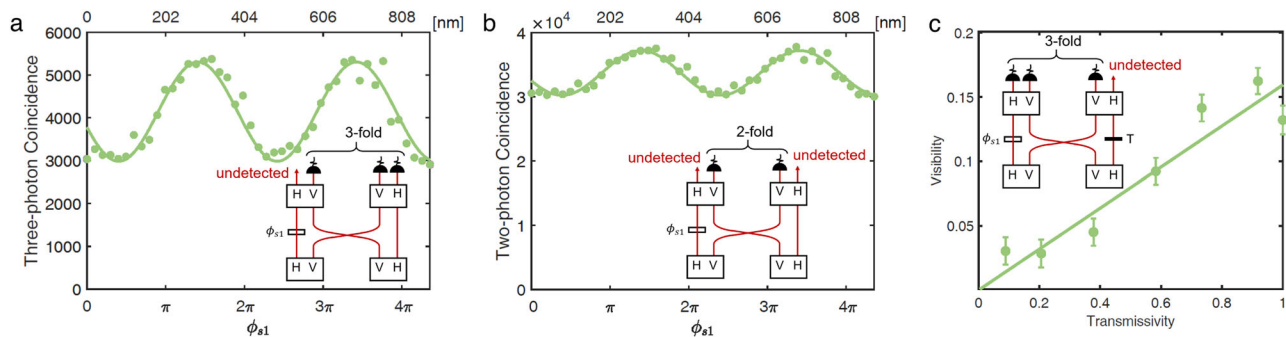 a
0 202 404 606 808 [nm]
Three-photon Coincidence
6000
5000
4000
3000
2000
1000
0
0 π 2π 3π 4π
ϕs1
3-fold
undetected
H V V H
ϕs1
H V V H
b
×10⁴
0 202 404 606 808 [nm]
Two-photon Coincidence
4
3
2
1
0
0 π 2π 3π 4π
ϕs1
2-fold
undetected undetected
H V V H
ϕs1
H V V H
c
Visibility
0.2
0.15
0.1
0.05
0 0.2 0.4 0.6 0.8 1
Transmissivity
3-fold
undetected
H V V H
ϕs1 T
H V V H